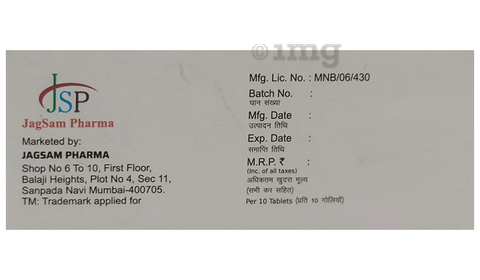 ©1mg
JSP
JagSam Pharma
Marketed by:
JAGSAM PHARMA
Shop No 6 To 10, First Floor,
Balaji Heights, Plot No 4, Sec 11,
Sanpada Navi Mumbai-400705.
TM: Trademark applied for
Mfg. Lic. No. : MNB/06/430
Batch No. :
धान संख्या
Mfg. Date :
उत्पादन तिथि
Exp. Date :
समाप्ति तिथि
M.R.P. ₹ :
(Inc. of all taxes)
अधिकतम खुदरा मूल्य
(सभी कर सहित)
Per 10 Tablets (प्रति 10 गोलियाँ)